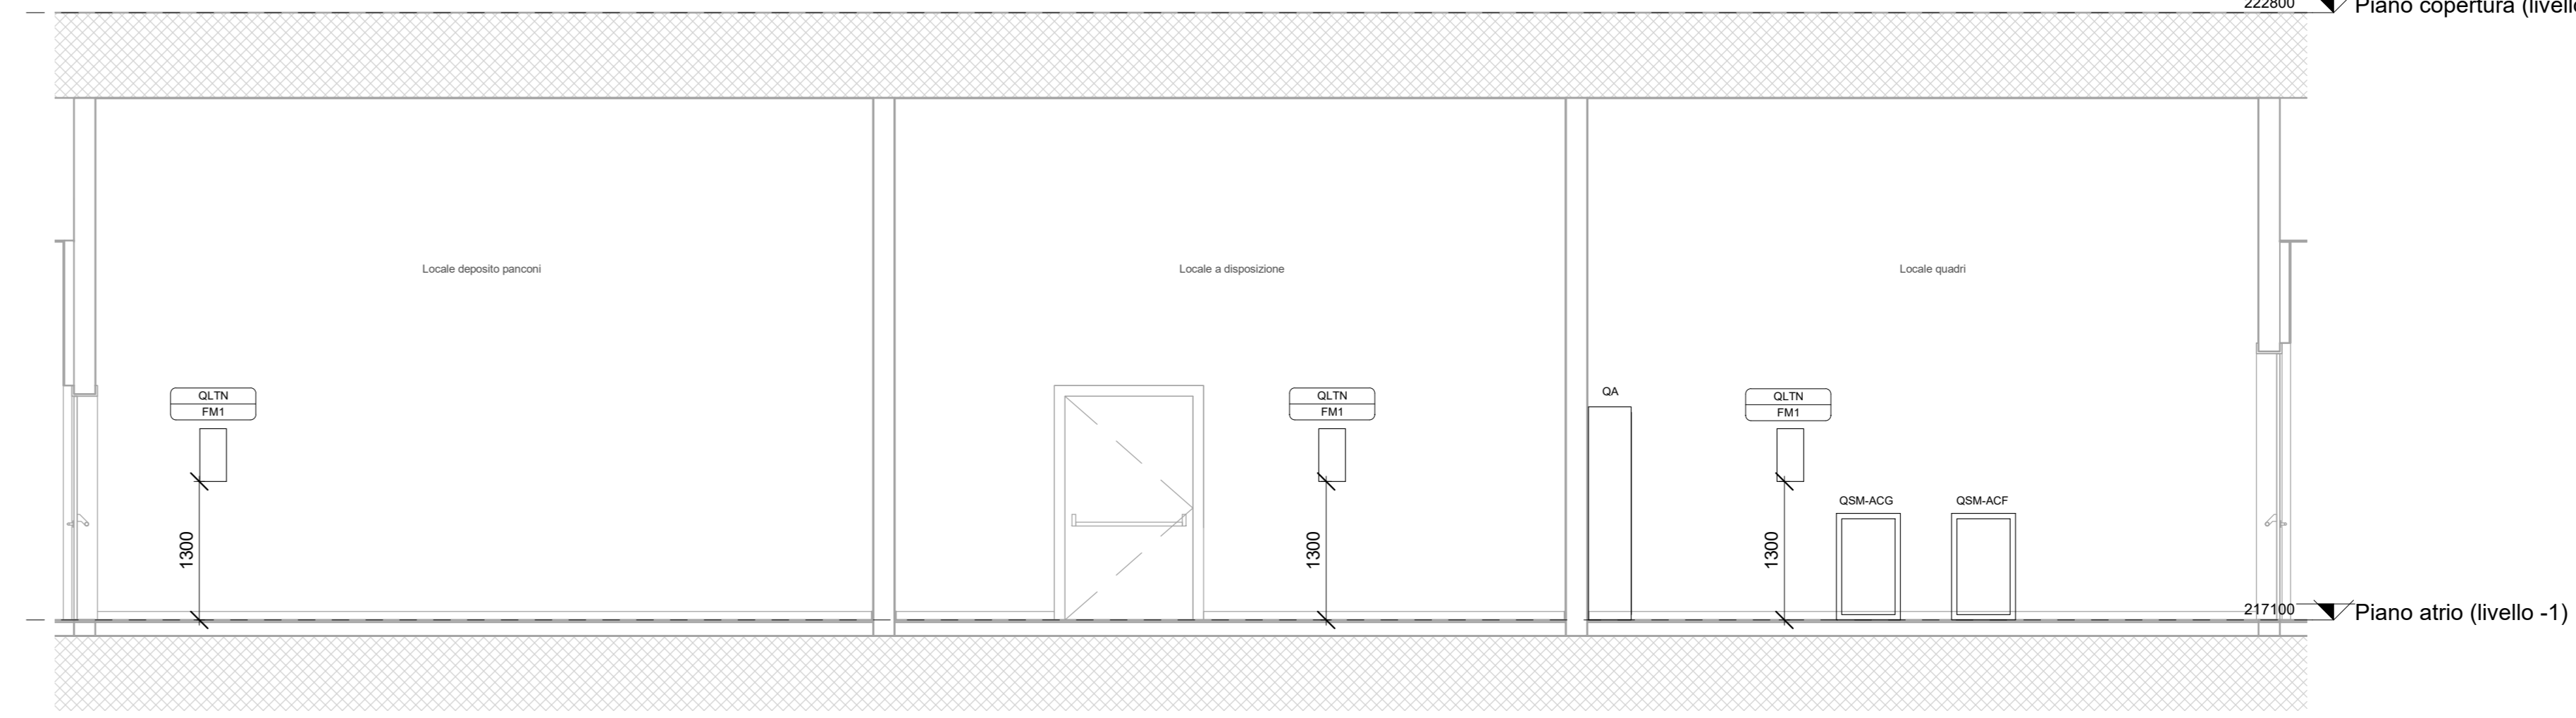 222800
Piano copertura (livell
Locale deposito panconi
Locale a disposizione
Locale quadri
QLTN
FM1
QLTN
FM1
QA
QLTN
FM1
QSM-ACG
QSM-ACF
1300
1300
1300
217100
Piano atrio (livello -1)